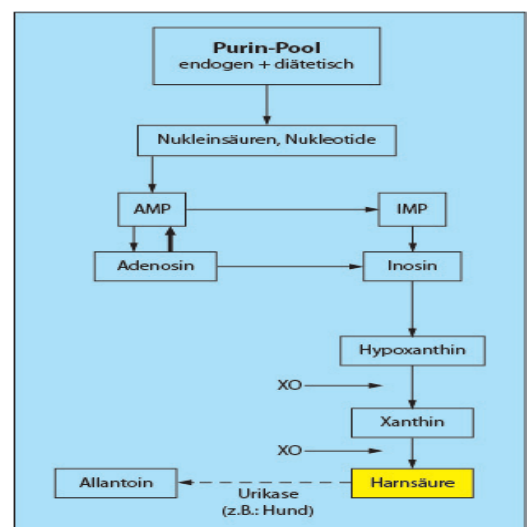 Purin-Pool
endogen + diätetisch
Nukleinsäuren, Nukleotide
AMP
IMP
Adenosin
Inosin
Hypoxanthin
XO
Xanthin
XO
Allantoin
Harnsäure
Urikase
(z.B.: Hund)